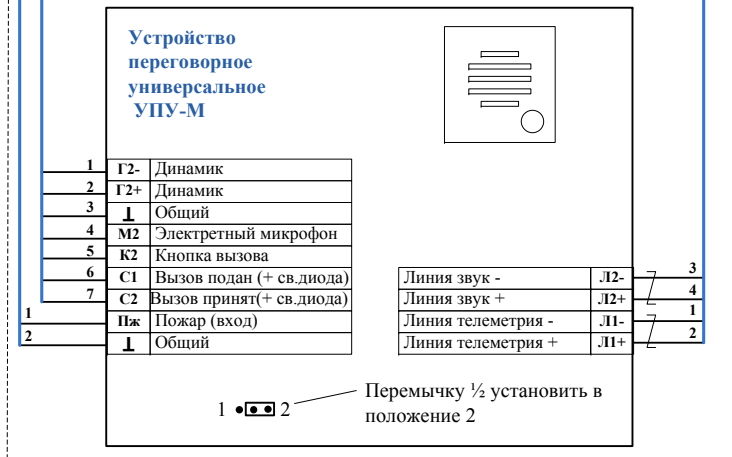 Устройство
переговорное
универсальное
УПУ-М
1 Г2- Динамик
2 Г2+ Динамик
3 ⊥ Общий
4 М2 Электретный микрофон
5 К2 Кнопка вызова
6 С1 Вызов подан (+ св.диода)
7 С2 Вызов принят(+ св.диода)
1 Пж Пожар (вход)
2 ⊥ Общий
Линия звук - Л2- 3
Линия звук + Л2+ 4
Линия телеметрия - Л1- 1
Линия телеметрия + Л1+ 2
1 2
Перемычку ½ установить в
положение 2